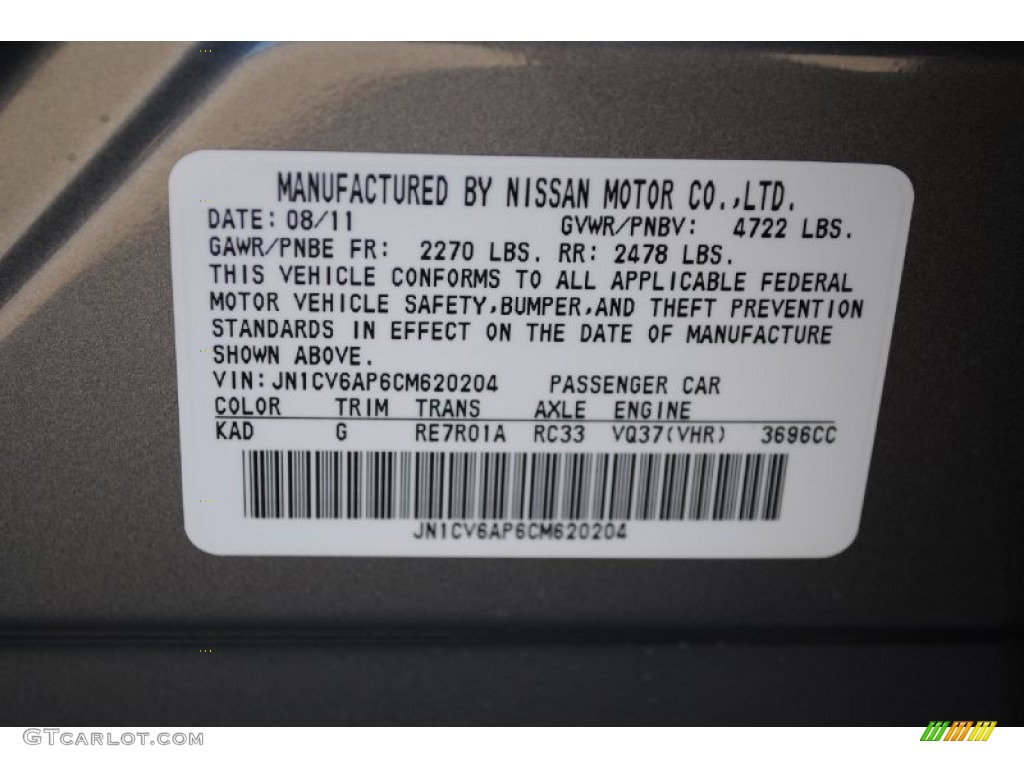 MANUFACTURED BY NISSAN MOTOR CO.,LTD.
DATE: 08/11 GVWR/PNBV: 4722 LBS.
GAWR/PNBE FR: 2270 LBS. RR: 2478 LBS.
THIS VEHICLE CONFORMS TO ALL APPLICABLE FEDERAL
MOTOR VEHICLE SAFETY,BUMPER,AND THEFT PREVENTION
STANDARDS IN EFFECT ON THE DATE OF MANUFACTURE
SHOWN ABOVE.
VIN: JN1CV6AP6CM620204 PASSENGER CAR
COLOR TRIM TRANS AXLE ENGINE
KAD G RE7R01A RC33 VQ37(VHR) 3696CC
JN1CV6AP6CM620204
GTCarlot.com